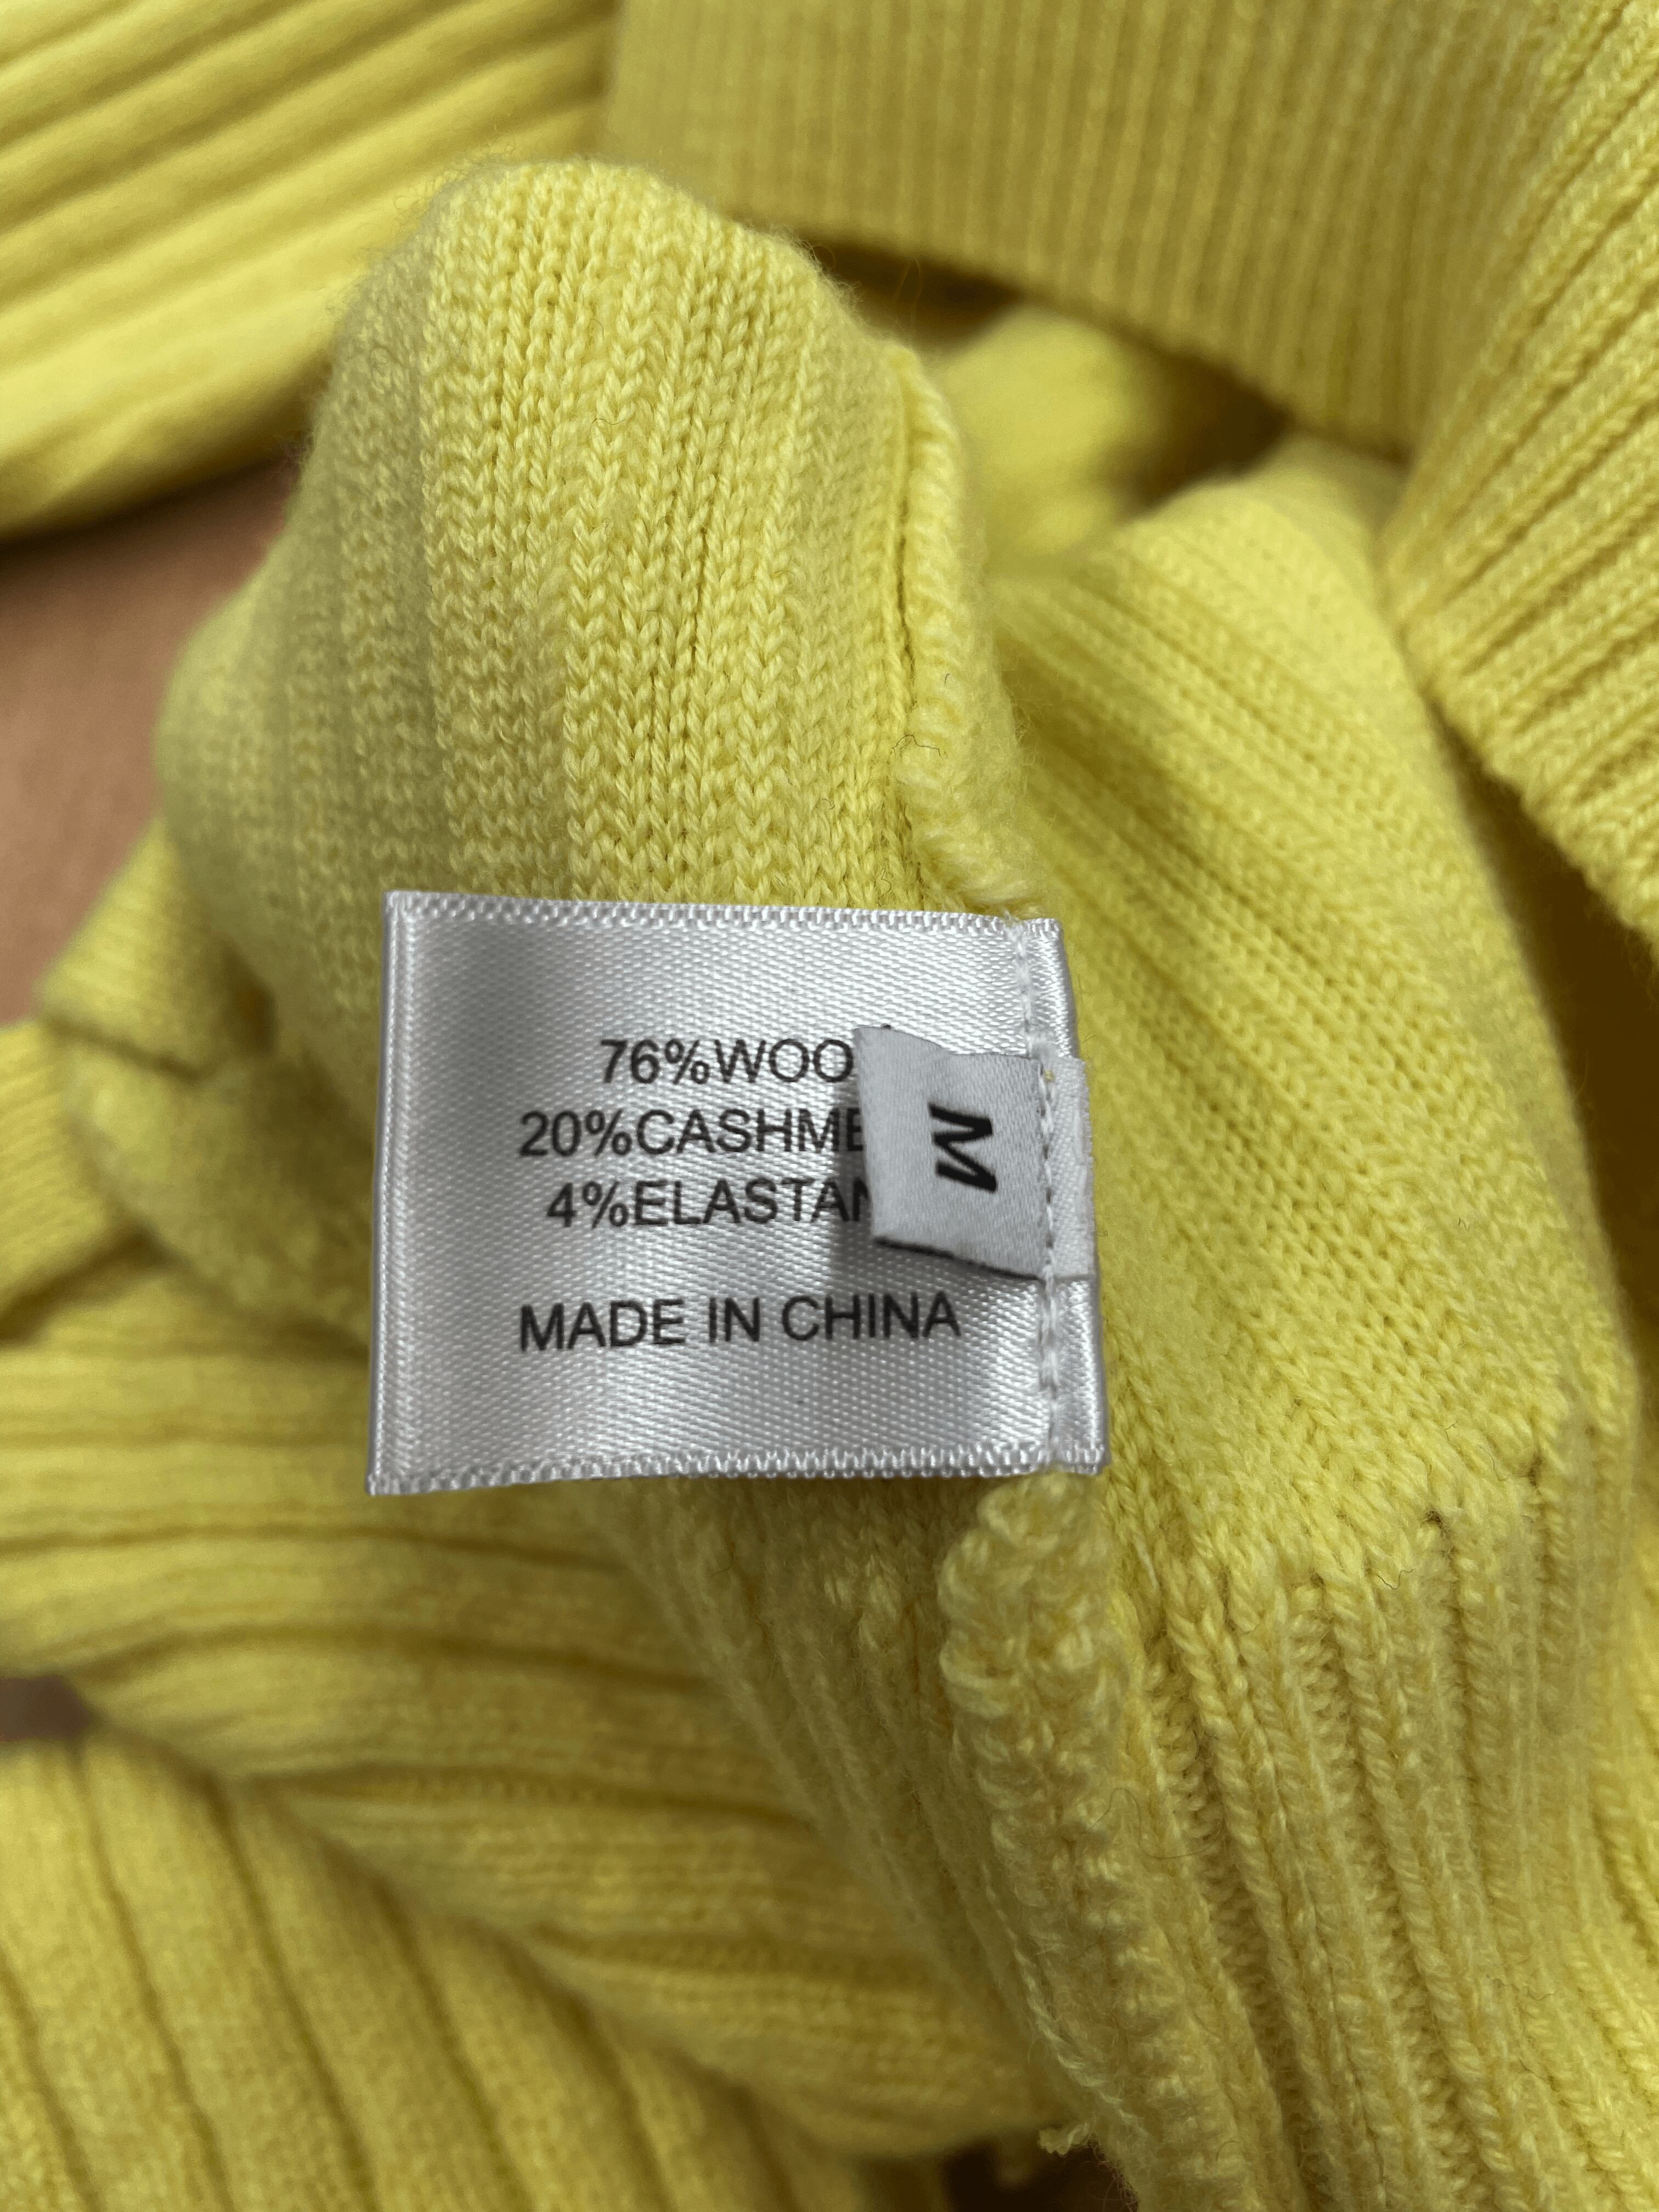 76%WOO
20%CASHME
4%ELASTAN
M
MADE IN CHINA